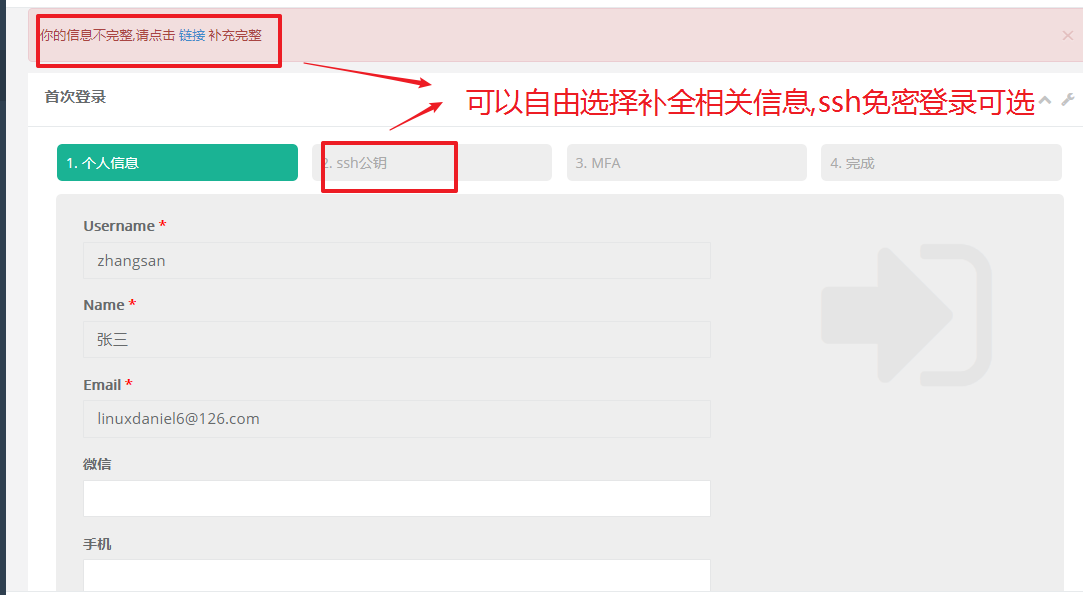 你的信息不完整,请点击 链接 补充完整
×
首次登录
可以自由选择补全相关信息,ssh免密登录可选
1. 个人信息
2. ssh公钥
3. MFA
4. 完成
Username *
zhangsan
Name *
张三
Email *
linuxdaniel6@126.com
微信
手机